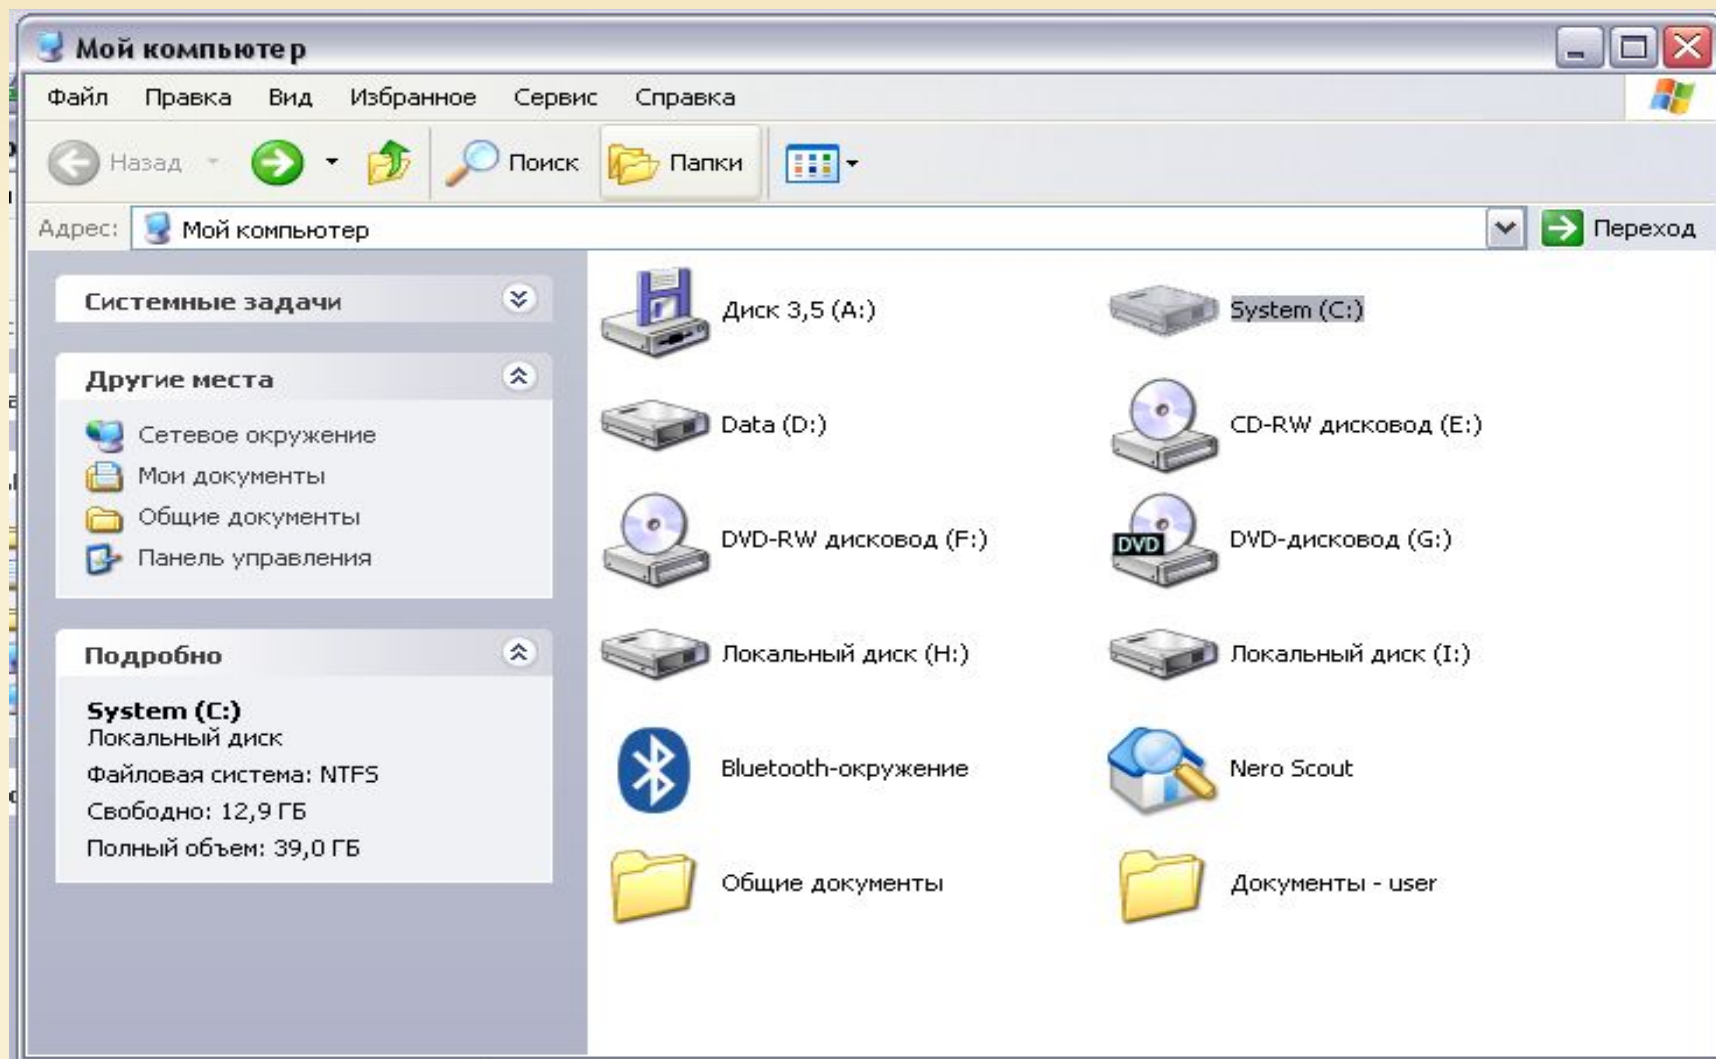 Мой компьютер
Файл Правка Вид Избранное Сервис Справка
Назад Поиск Папки
Адрес: Мой компьютер Переход
Системные задачи
Другие места
Сетевое окружение
Мои документы
Общие документы
Панель управления
Подробно
System (C:)
Локальный диск
Файловая система: NTFS
Свободно: 12,9 ГБ
Полный объем: 39,0 ГБ
Диск 3,5 (A:) System (C:)
Data (D:) CD-RW дисковод (E:)
DVD-RW дисковод (F:) DVD-дисковод (G:)
DVD
Локальный диск (H:) Локальный диск (I:)
Bluetooth-окружение Nero Scout
Общие документы Документы - user